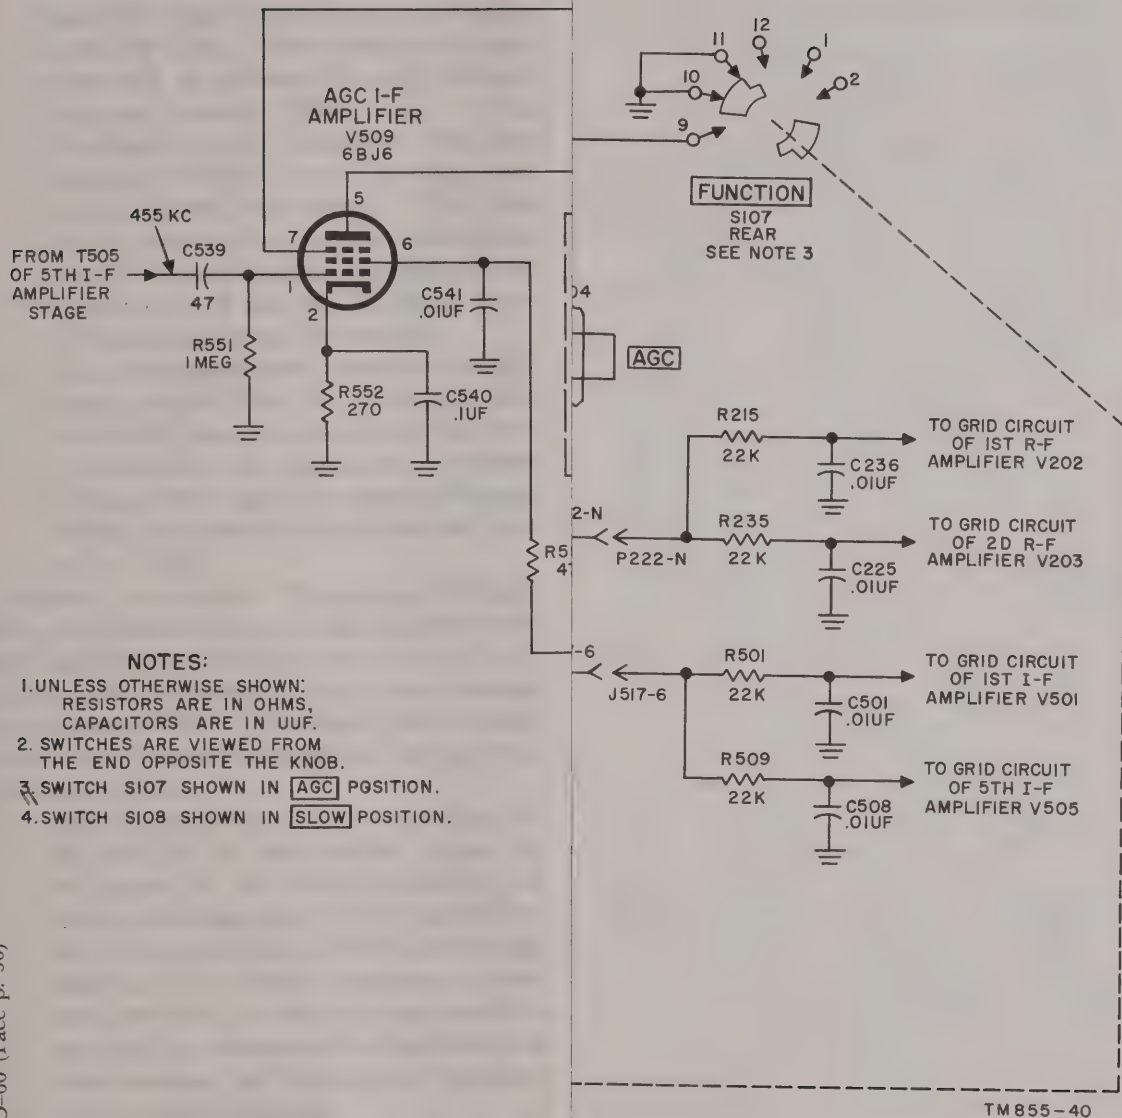 AGC I-F
AMPLIFIER
V509
6BJ6
5
7
6
1
2
455 KC
FROM T505
OF 5TH I-F
AMPLIFIER
STAGE
C539
47
R551
1 MEG
R552
270
C540
.1UF
C541
.01UF
NOTES:
1. UNLESS OTHERWISE SHOWN:
RESISTORS ARE IN OHMS,
CAPACITORS ARE IN UUF.
2. SWITCHES ARE VIEWED FROM
THE END OPPOSITE THE KNOB.
3. SWITCH S107 SHOWN IN AGC POSITION.
4. SWITCH S108 SHOWN IN SLOW POSITION.
11
12
1
10
2
9
FUNCTION
S107
REAR
SEE NOTE 3
04
AGC
R215
22K
C236
.01UF
TO GRID CIRCUIT
OF 1ST R-F
AMPLIFIER V202
2-N
P222-N
R235
22K
C225
.01UF
TO GRID CIRCUIT
OF 2D R-F
AMPLIFIER V203
-6
J517-6
R501
22K
C501
.01UF
TO GRID CIRCUIT
OF 1ST I-F
AMPLIFIER V501
R509
22K
C508
.01UF
TO GRID CIRCUIT
OF 5TH I-F
AMPLIFIER V505
TM 855-40